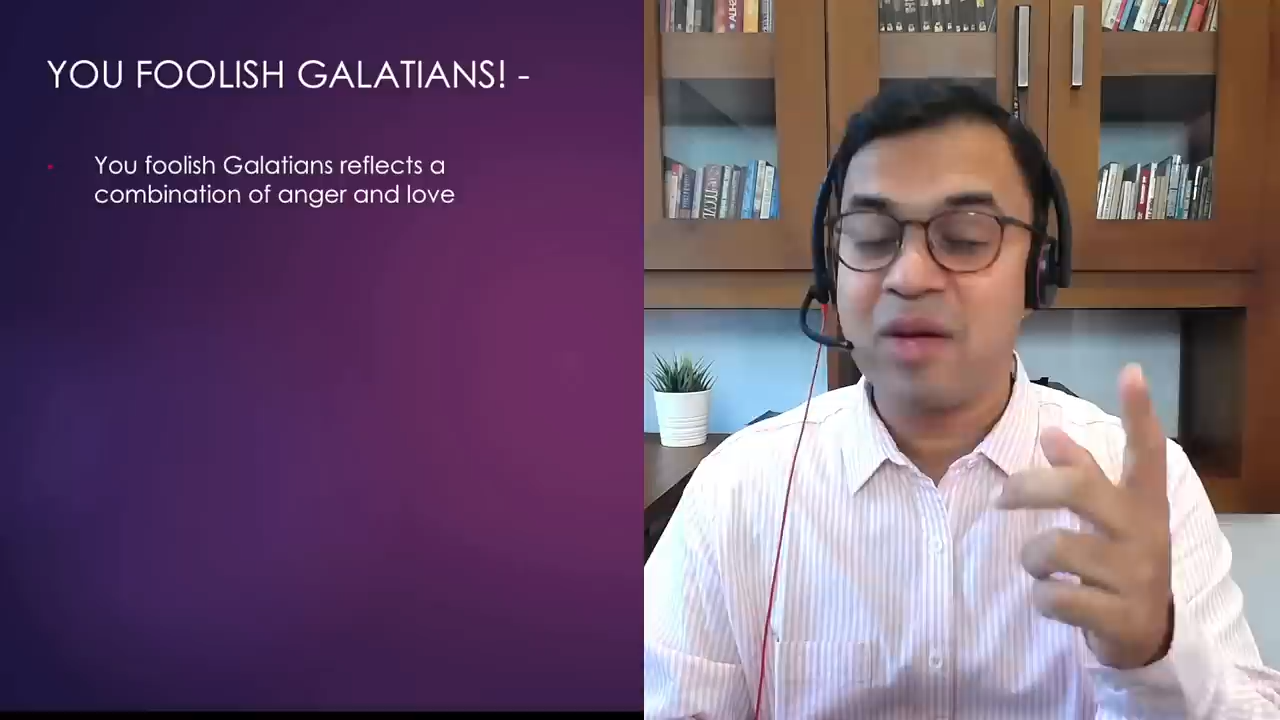 YOU FOOLISH GALATIANS! -
You foolish Galatians reflects a
combination of anger and love